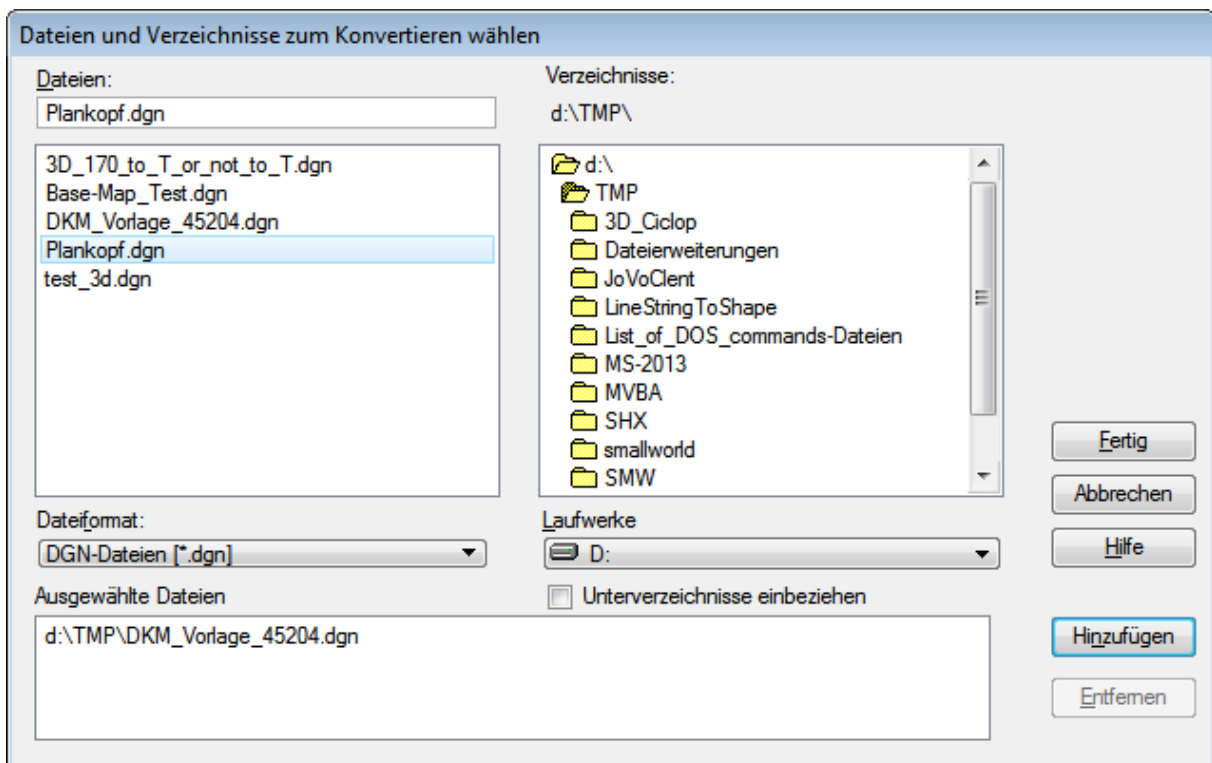 Dateien und Verzeichnisse zum Konvertieren wählen
Dateien:
Plankopf.dgn
3D_170_to_T_or_not_to_T.dgn
Base-Map_Test.dgn
DKM_Vorlage_45204.dgn
Plankopf.dgn
test_3d.dgn
Verzeichnisse:
d:\TMP\
d:\
TMP
3D_Ciclop
Dateierweiterungen
JoVoClent
LineStringToShape
List_of_DOS_commands-Dateien
MS-2013
MVBA
SHX
smallworld
SMW
Dateiformat:
DGN-Dateien [*.dgn]
Laufwerke
D:
Unterverzeichnisse einbeziehen
Ausgewählte Dateien
d:\TMP\DKM_Vorlage_45204.dgn
Fertig
Abbrechen
Hilfe
Hinzufügen
Entfernen